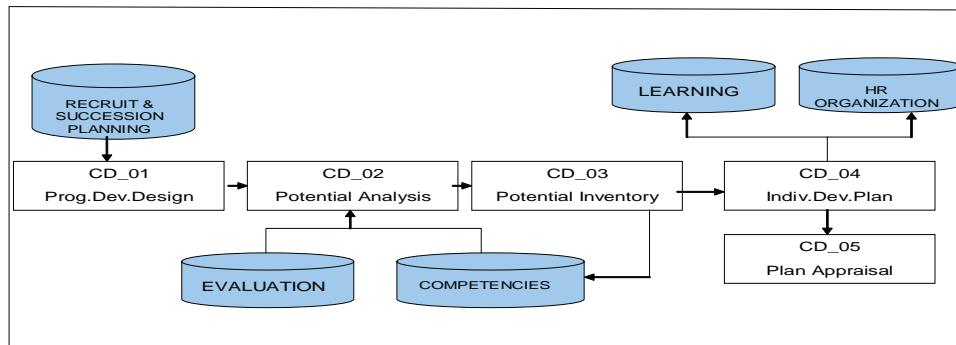 RECRUIT &
SUCCESSION
PLANNING
LEARNING
HR
ORGANIZATION
CD_01
Prog.Dev.Design
CD_02
Potential Analysis
CD_03
Potential Inventory
CD_04
Indiv.Dev.Plan
CD_05
Plan Appraisal
EVALUATION
COMPETENCIES